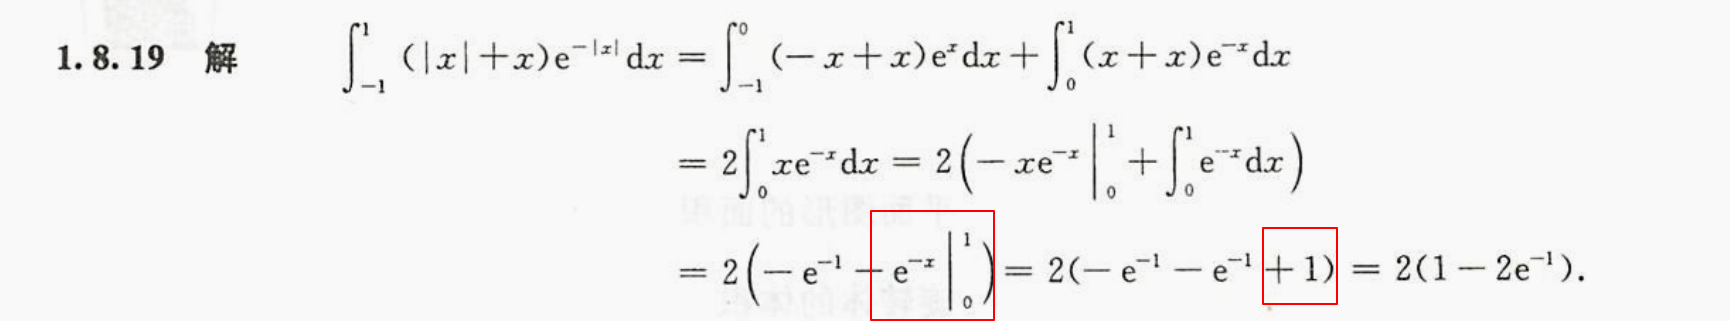 1.8.19 解 ∫_{-1}^{1} (|x|+x)e^{-|x|}dx = ∫_{-1}^{0} (-x+x)e^{x}dx + ∫_{0}^{1} (x+x)e^{-x}dx
= 2∫_{0}^{1} xe^{-x}dx = 2(-xe^{-x}|_{0}^{1} + ∫_{0}^{1} e^{-x}dx)
= 2(-e^{-1} - e^{-x}|_{0}^{1}) = 2(-e^{-1} - e^{-1} + 1) = 2(1 - 2e^{-1}).